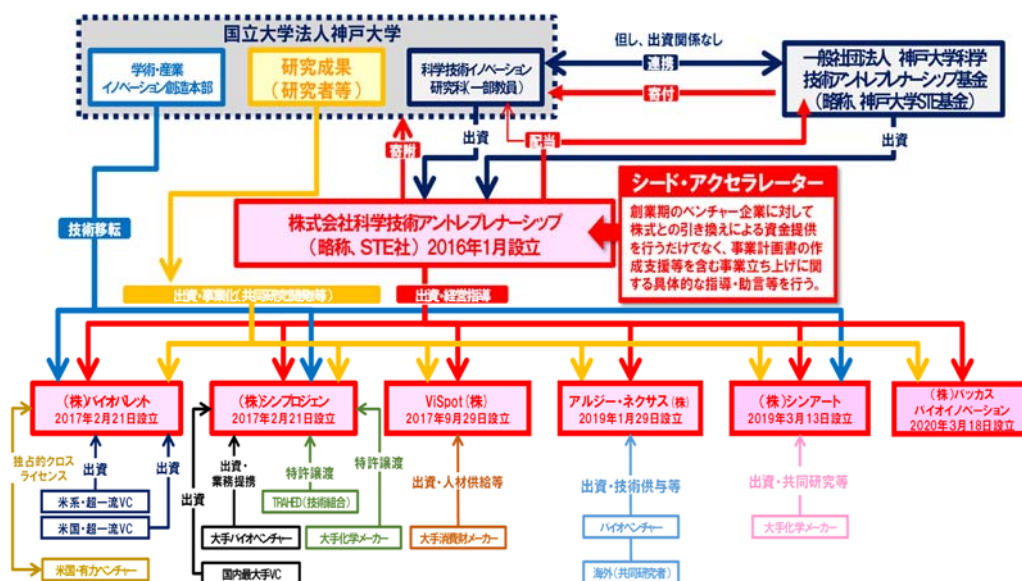 国立大学法人神戸大学
学術・産業
イノベーション創造本部
研究成果
(研究者等)
科学技術イノベーション
研究科(一部教員)
但し、出資関係なし
連携
寄付
一般社団法人 神戸大学科学
技術アントレプレナーシップ基金
(略称、神戸大学STE基金)
出資
寄附
配当
出資
技術移転
株式会社科学技術アントレプレナーシップ
(略称、STE社) 2016年1月設立
シード・アクセラレーター
創業期のベンチャー企業に対して
株式との引き換えによる資金提供
を行うだけでなく、事業計画書の作
成支援等を含む事業立ち上げに関
する具体的な指導・助言等を行う。
出資・事業化(共同研究開発等)
出資・経営指導
(株)バイオパレット
2017年2月21日設立
(株)シンプロジェン
2017年2月21日設立
ViSpot(株)
2017年9月29日設立
アルジー・ネクサス(株)
2019年1月29日設立
(株)シンアート
2019年3月13日設立
(株)バッカス
バイオイノベーション
2020年3月18日設立
独占的クロス
ライセンス
出資
出資
米系・超一流VC
米国・超一流VC
米国・有力ベンチャー
出資
出資・
業務提携
特許譲渡
特許譲渡
TRAHED(技術組合)
大手バイオベンチャー
大手化学メーカー
国内最大手VC
出資・人材供給等
大手消費財メーカー
出資・技術供与等
バイオベンチャー
海外(共同研究者)
出資・共同研究等
大手化学メーカー